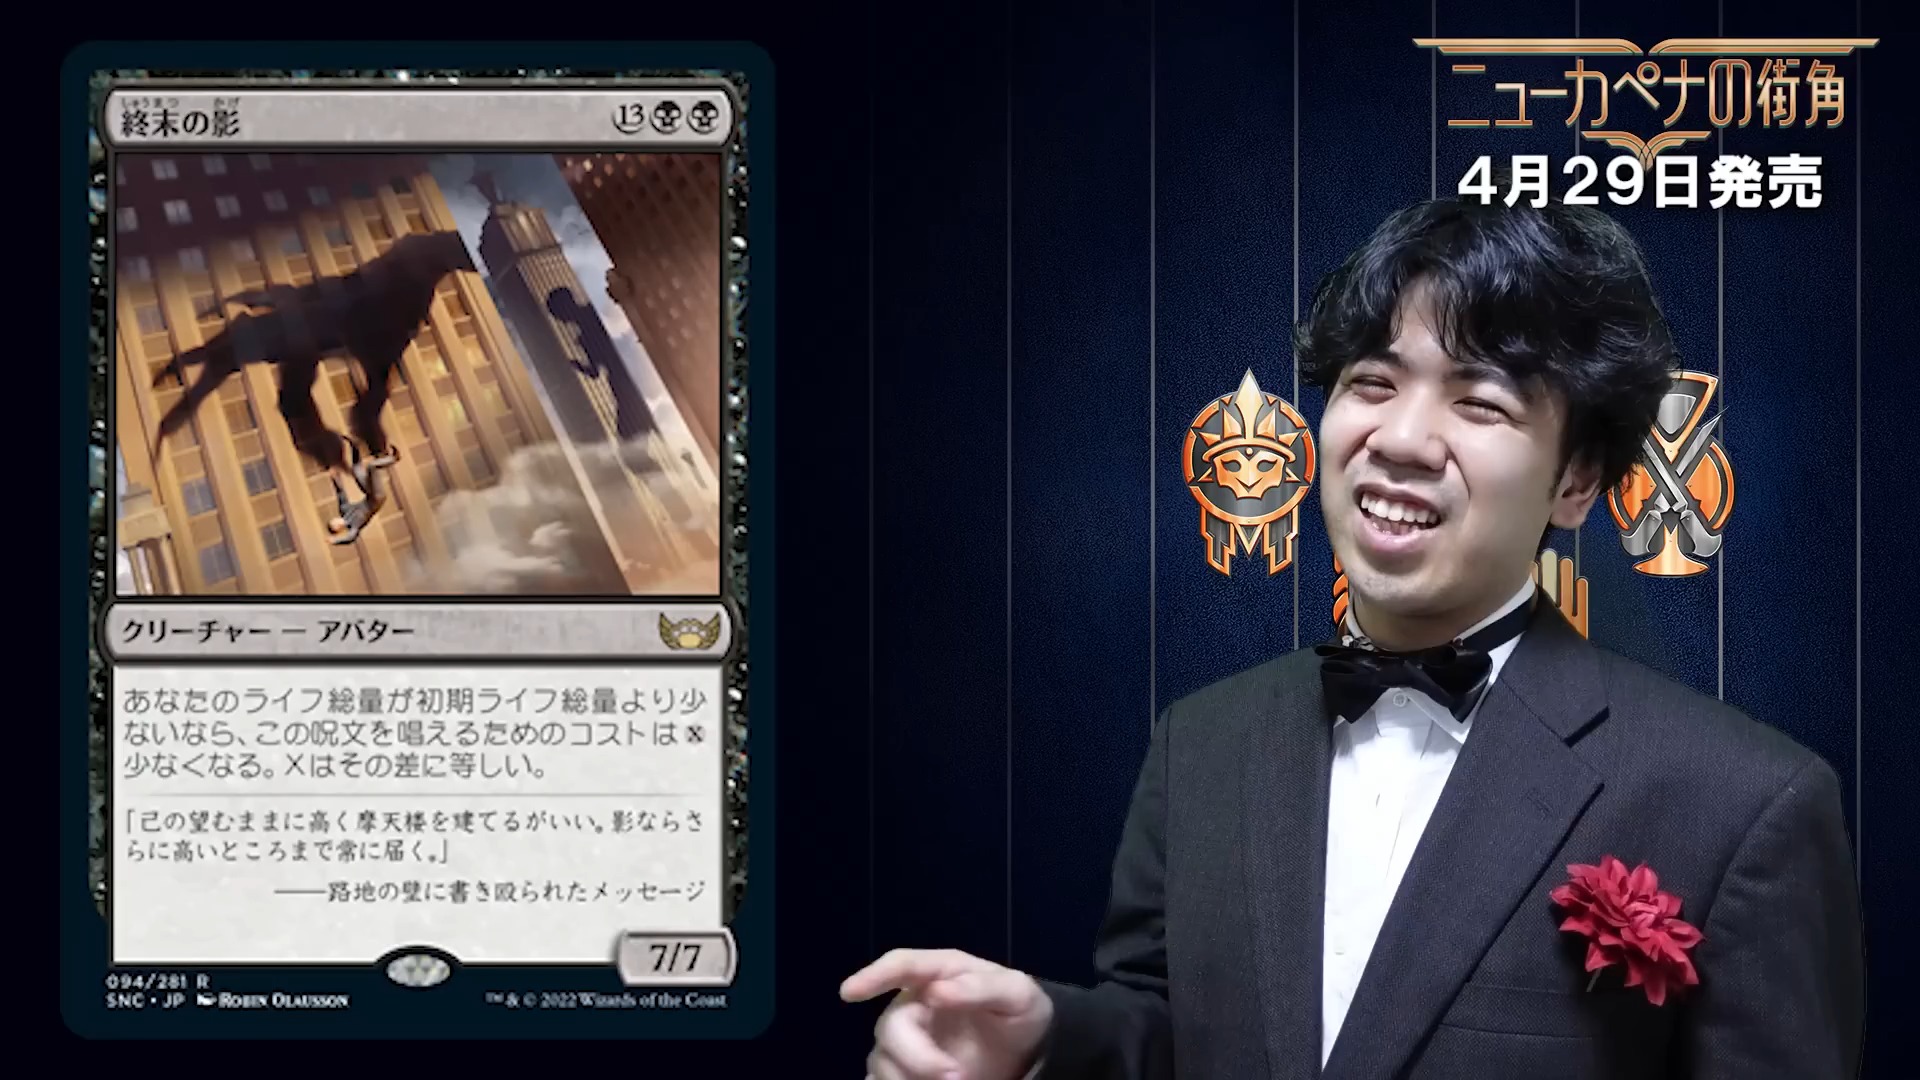 しゅうまつ かげ
終末の影
13
クリーチャー ― アバター
あなたのライフ総量が初期ライフ総量より少
ないなら、この呪文を唱えるためのコストはX
少なくなる。Xはその差に等しい。
「己の望むままに高く摩天楼を建てるがいい。影ならさ
らに高いところまで常に届く。」
――路地の壁に書き殴られたメッセージ
7/7
094/281 R
SNC・JP ROBIN OLAUSSON
™ & © 2022 Wizards of the Coast
ニューカペナの街角
4月29日発売